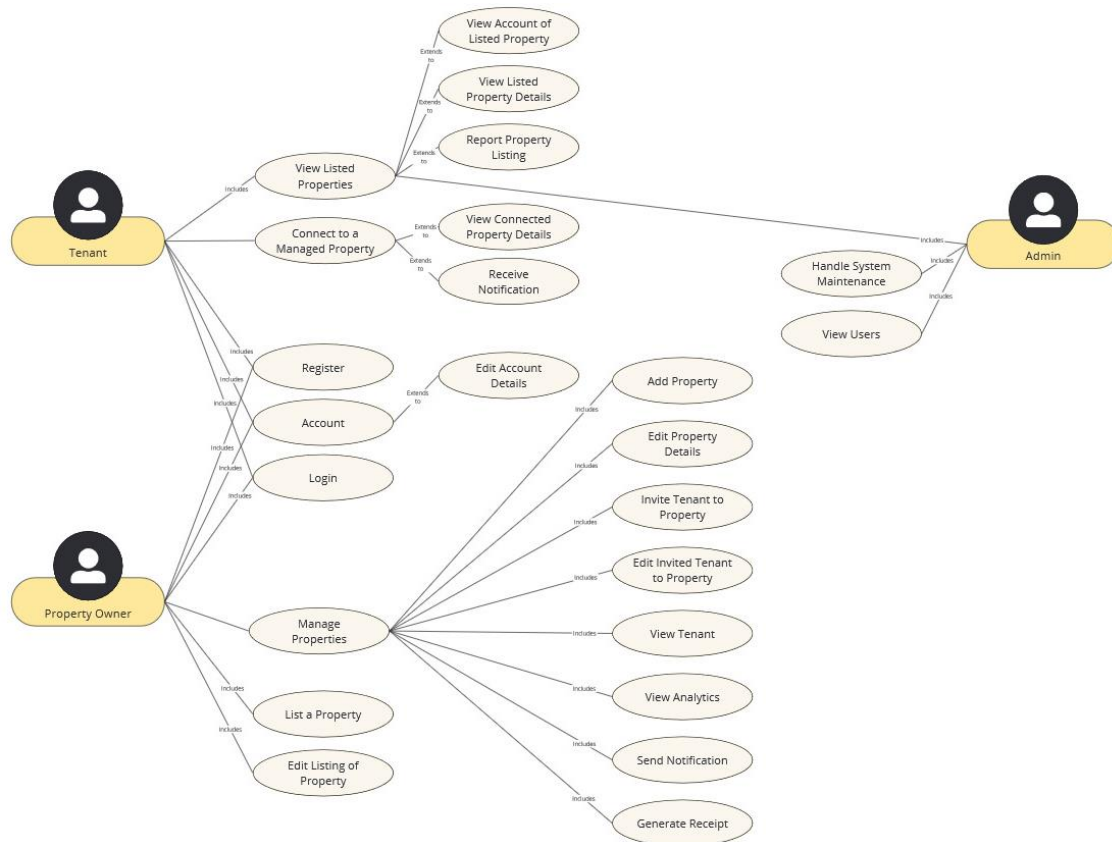 View Account of
Listed Property
Extends
to
View Listed
Property Details
Extends
to
Report Property
Listing
Extends
to
View Listed
Properties
Includes
Tenant
Connect to a
Managed Property
View Connected
Property Details
Extends
to
Receive
Notification
Extends
to
Includes
Admin
Handle System
Maintenance
Includes
View Users
Includes
Register
Includes
Account
Includes
Login
Includes
Edit Account
Details
Extends
to
Includes
Includes
Includes
Property Owner
Manage
Properties
List a Property
Includes
Edit Listing of
Property
Includes
Add Property
Includes
Edit Property
Details
Includes
Invite Tenant to
Property
Includes
Edit Invited Tenant
to Property
Includes
View Tenant
Includes
View Analytics
Includes
Send Notification
Includes
Generate Receipt
Includes